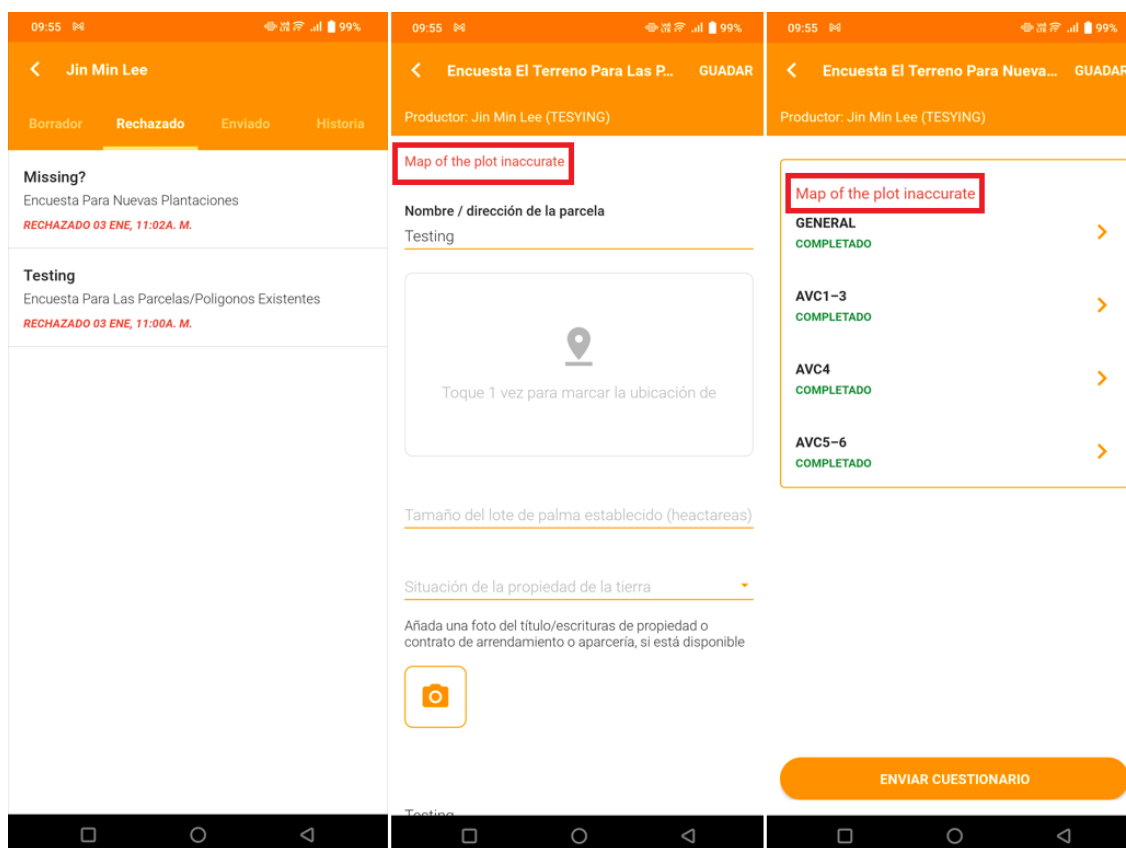 09:55
99%
Jin Min Lee
Borrador Rechazado Enviado Historia
Missing?
Encuesta Para Nuevas Plantaciones
RECHAZADO 03 ENE, 11:02A. M.
Testing
Encuesta Para Las Parcelas/Poligonos Existentes
RECHAZADO 03 ENE, 11:00A. M.
09:55
99%
Encuesta El Terreno Para Las P... GUADAR
Productor: Jin Min Lee (TESYING)
Map of the plot inaccurate
Nombre / dirección de la parcela
Testing
Toque 1 vez para marcar la ubicación de
Tamaño del lote de palma establecido (heactareas)
Situación de la propiedad de la tierra
Añada una foto del título/escrituras de propiedad o
contrato de arrendamiento o aparcería, si está disponible
Testing
09:55
99%
Encuesta El Terreno Para Nueva... GUADAR
Productor: Jin Min Lee (TESYING)
Map of the plot inaccurate
GENERAL
COMPLETADO
AVC1–3
COMPLETADO
AVC4
COMPLETADO
AVC5–6
COMPLETADO
ENVIAR CUESTIONARIO